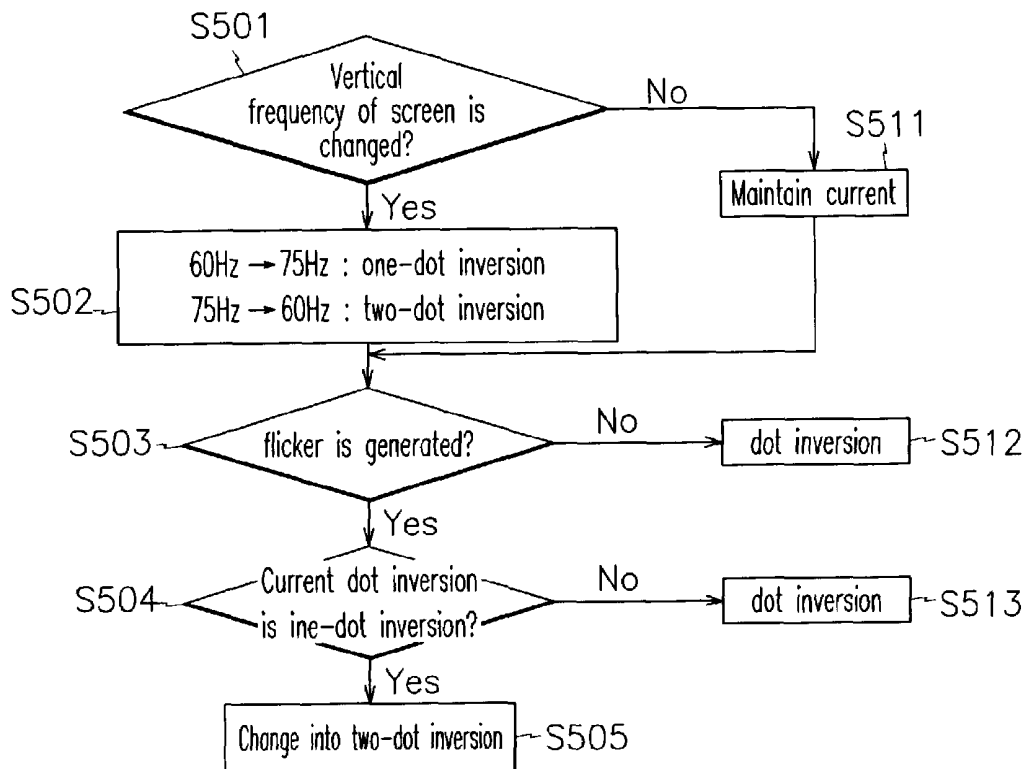 S501
Vertical
frequency of screen is
changed?
No
S511
Maintain current
Yes
60Hz → 75Hz : one-dot inversion
75Hz → 60Hz : two-dot inversion
S502
S503
flicker is generated?
No
dot inversion
S512
Yes
S504
Current dot inversion
is ine-dot inversion?
No
dot inversion
S513
Yes
Change into two-dot inversion
S505